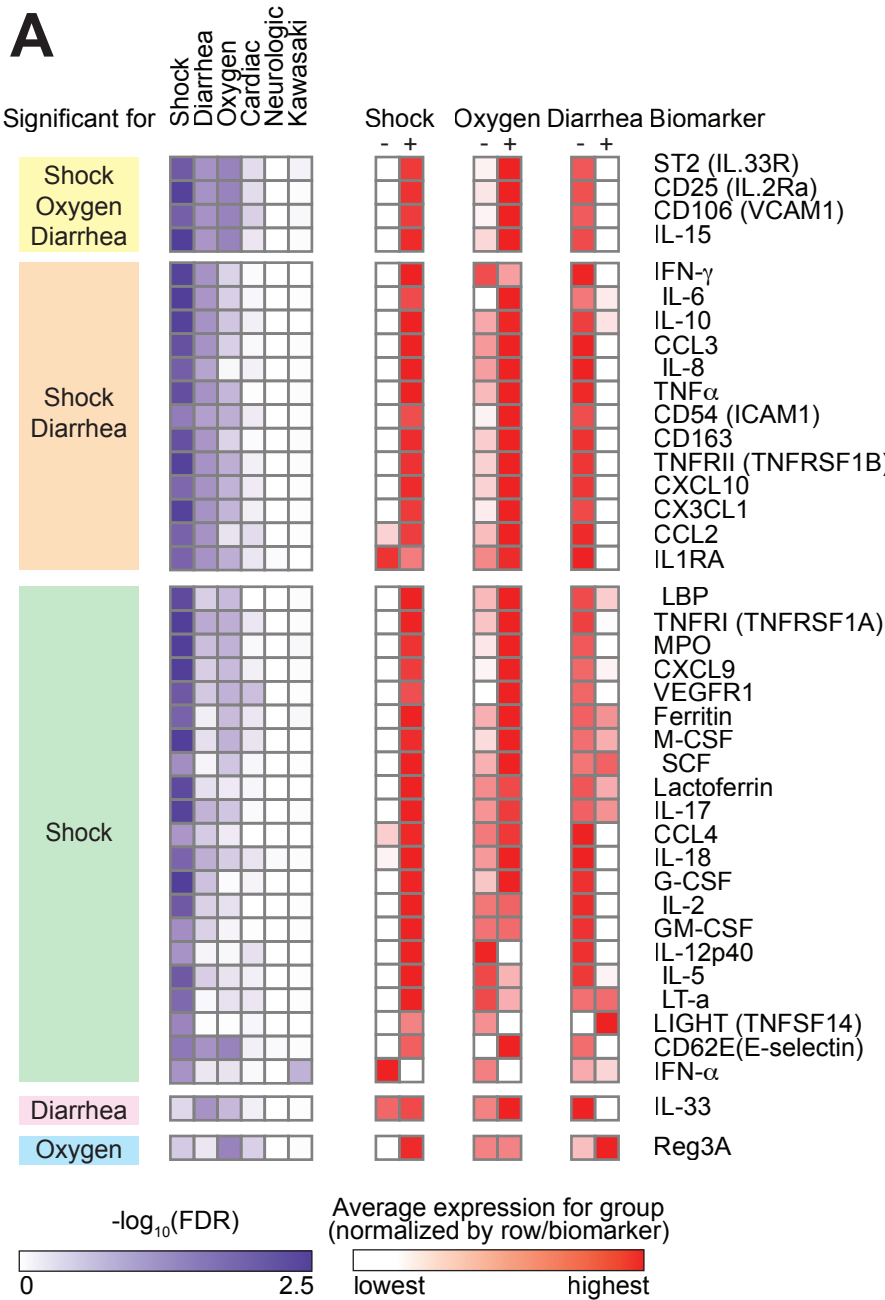 A
Significant for
Shock
Diarrhea
Oxygen
Cardiac
Neurologic
Kawasaki
Shock Oxygen Diarrhea Biomarker
- + - + - +
Shock
Oxygen
Diarrhea
ST2 (IL.33R)
CD25 (IL.2Ra)
CD106 (VCAM1)
IL-15
Shock
Diarrhea
IFN-γ
IL-6
IL-10
CCL3
IL-8
TNFα
CD54 (ICAM1)
CD163
TNFRII (TNFRSF1B)
CXCL10
CX3CL1
CCL2
IL1RA
Shock
LBP
TNFRI (TNFRSF1A)
MPO
CXCL9
VEGFR1
Ferritin
M-CSF
SCF
Lactoferrin
IL-17
CCL4
IL-18
G-CSF
IL-2
GM-CSF
IL-12p40
IL-5
LT-a
LIGHT (TNFSF14)
CD62E(E-selectin)
IFN-α
Diarrhea
IL-33
Oxygen
Reg3A
-log₁₀(FDR)
0 2.5
Average expression for group
(normalized by row/biomarker)
lowest highest